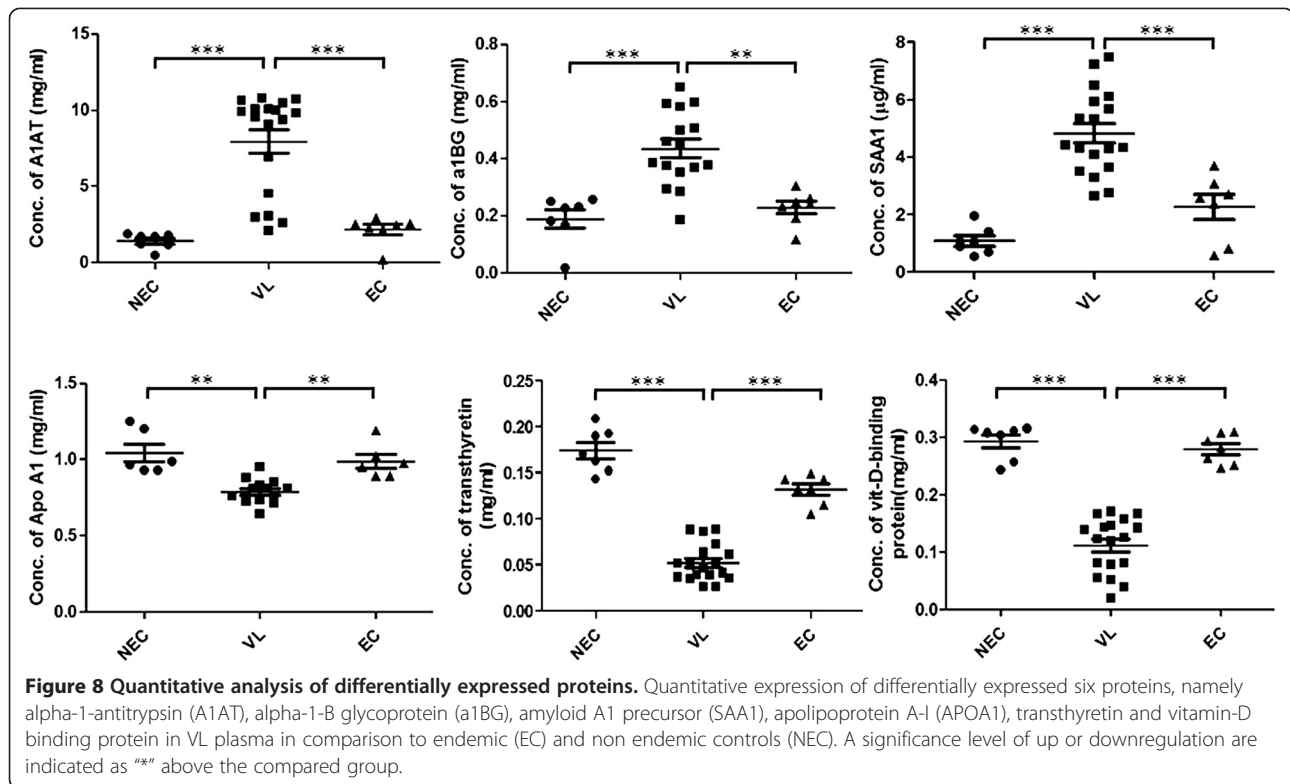 *** ***
Conc. of A1AT (mg/ml)
15
10
5
0
NEC VL EC
*** **
Conc. of a1BG (mg/ml)
0.8
0.6
0.4
0.2
0.0
NEC VL EC
*** ***
Conc. of SAA1 (µg/ml)
8
6
4
2
0
NEC VL EC
** **
Conc. of Apo A1 (mg/ml)
1.5
1.0
0.5
0.0
NEC VL EC
*** ***
Conc. of transthyretin
(mg/ml)
0.25
0.20
0.15
0.10
0.05
0.00
NEC VL EC
*** ***
Conc. of vit-D-binding
protein(mg/ml)
0.4
0.3
0.2
0.1
0.0
NEC VL EC
Figure 8 Quantitative analysis of differentially expressed proteins. Quantitative expression of differentially expressed six proteins, namely
alpha-1-antitrypsin (A1AT), alpha-1-B glycoprotein (a1BG), amyloid A1 precursor (SAA1), apolipoprotein A-I (APOA1), transthyretin and vitamin-D
binding protein in VL plasma in comparison to endemic (EC) and non endemic controls (NEC). A significance level of up or downregulation are
indicated as “*” above the compared group.